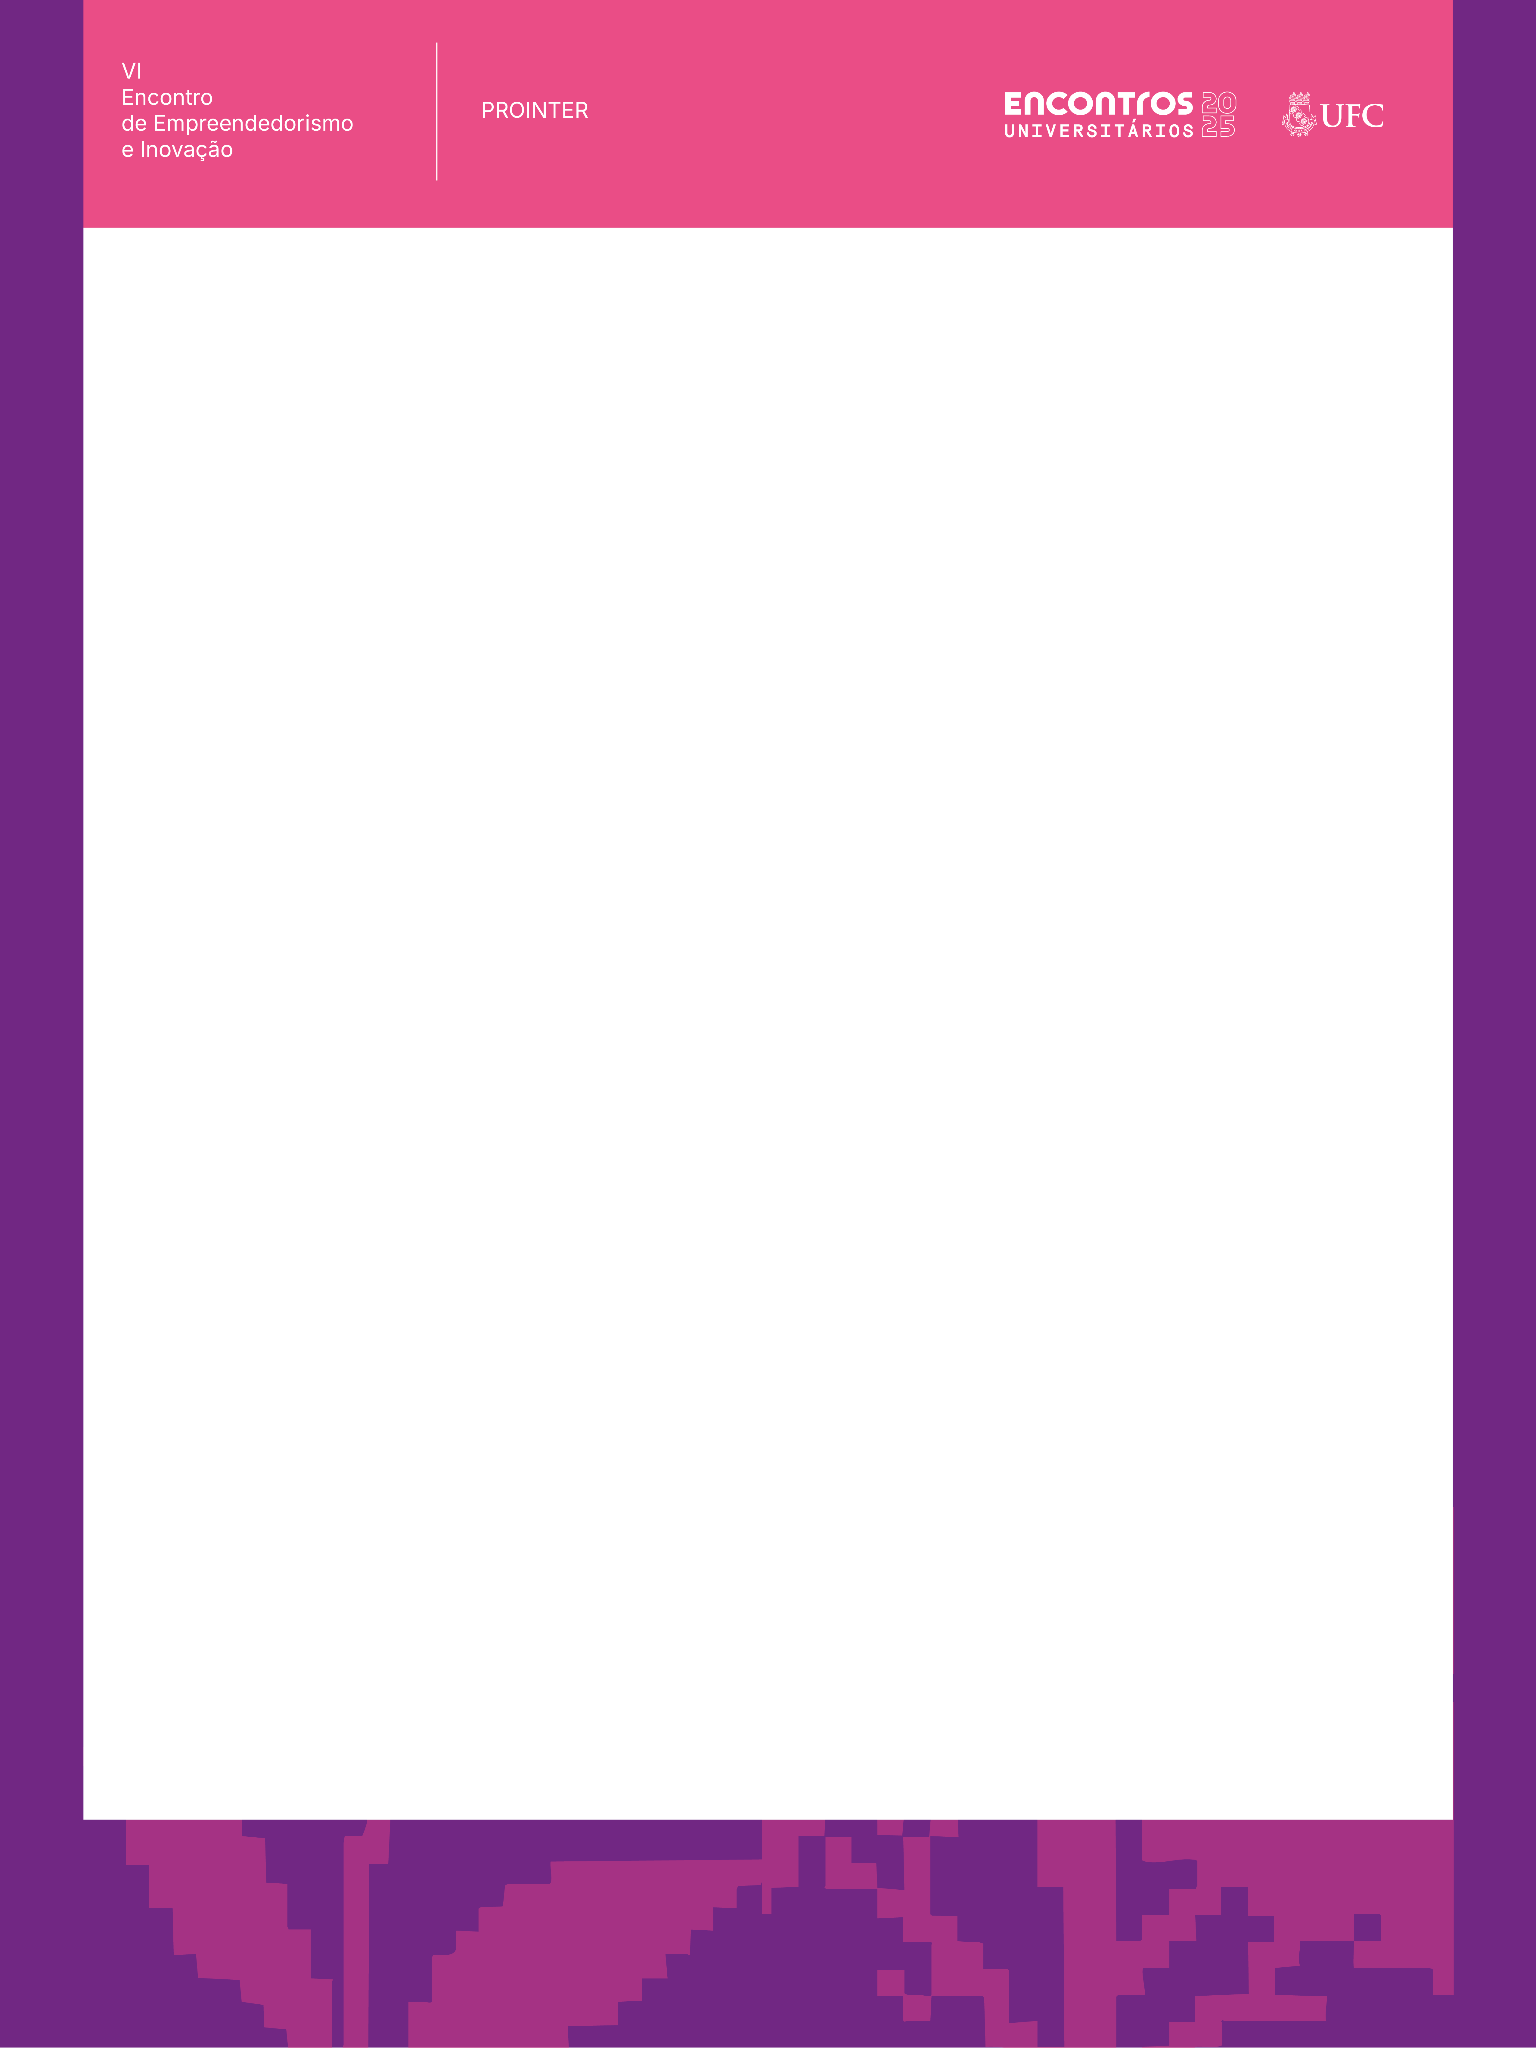 VI
Encontro
de Empreendedorismo
e Inovação
PROINTER
ENCONTROS
UNIVERSITÁRIOS
20
25
UFC